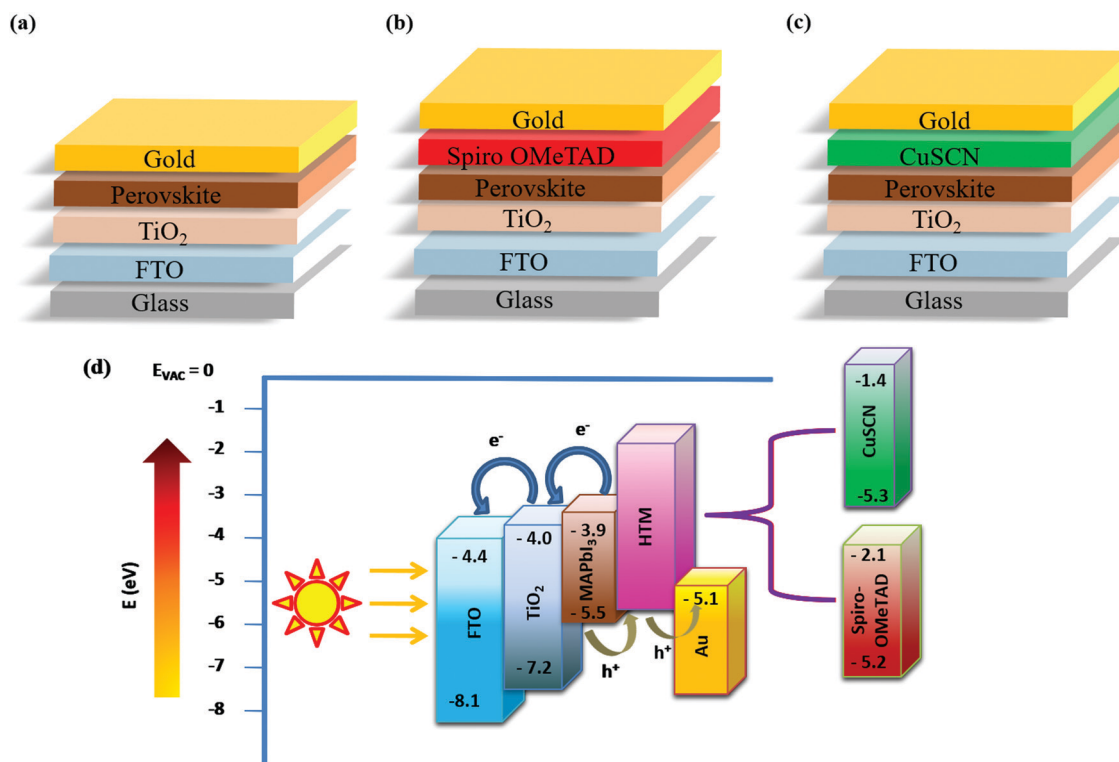 (a)
Gold
Perovskite
TiO₂
FTO
Glass
(b)
Gold
Spiro OMeTAD
Perovskite
TiO₂
FTO
Glass
(c)
Gold
CuSCN
Perovskite
TiO₂
FTO
Glass
(d)
E_VAC = 0
-1
-2
-3
-4
-5
-6
-7
-8
E (eV)
e⁻
e⁻
- 4.4
FTO
-8.1
- 4.0
TiO₂
- 7.2
- 3.9
MAPbI₃
- 5.5
HTM
h⁺
h⁺
- 5.1
Au
-1.4
CuSCN
-5.3
- 2.1
Spiro-
OMeTAD
- 5.2